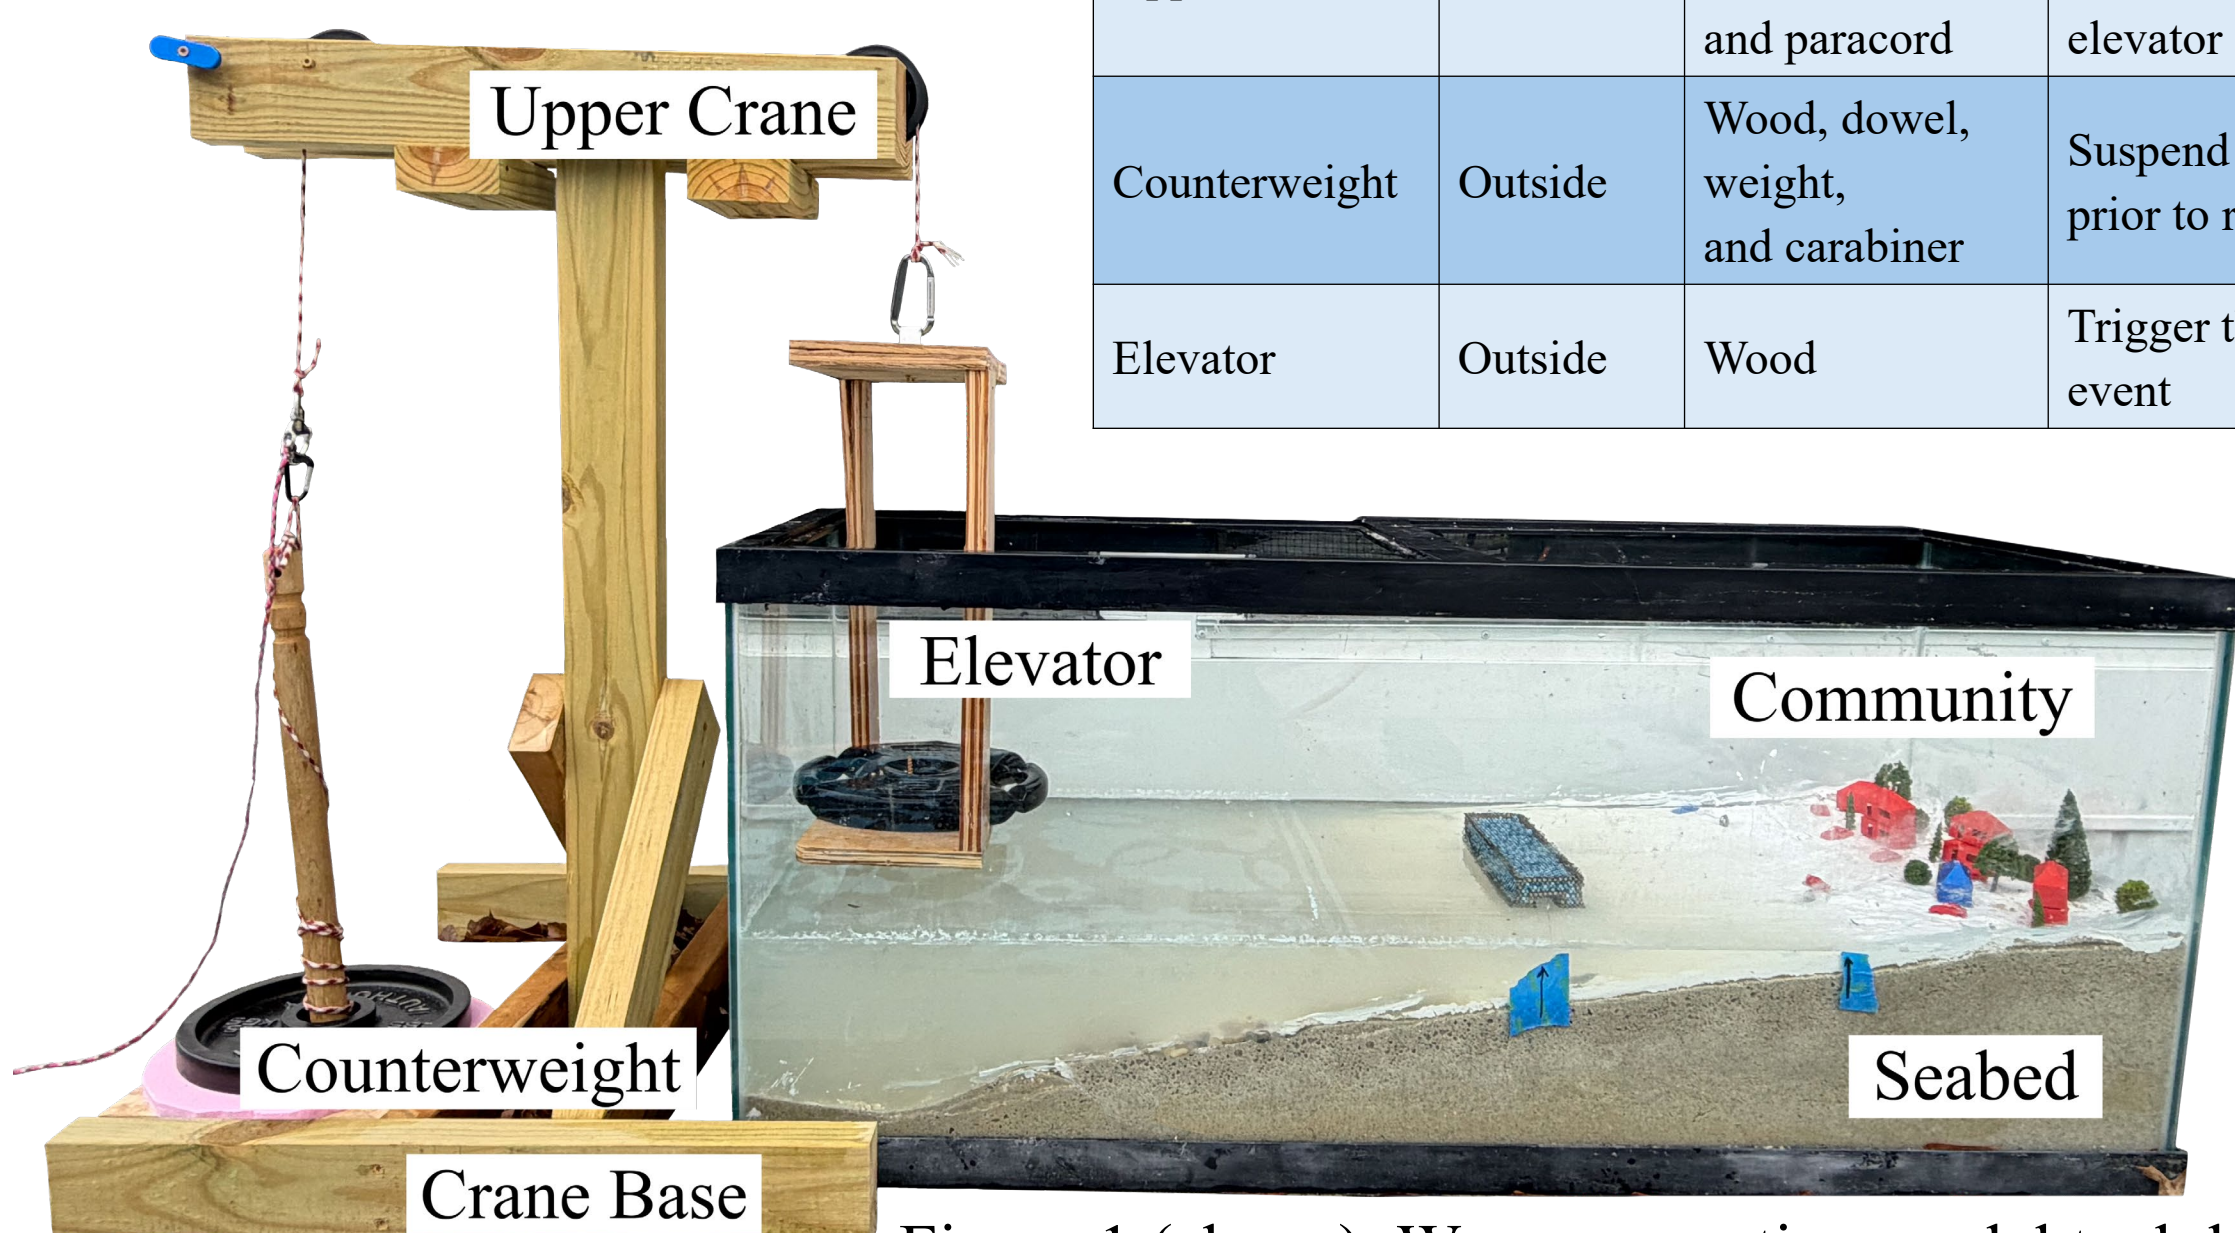 and paracord
elevator
Counterweight
Outside
Wood, dowel,
weight,
and carabiner
Suspend
prior to
Elevator
Outside
Wood
Trigger
event
Upper Crane
Elevator
Community
Counterweight
Seabed
Crane Base